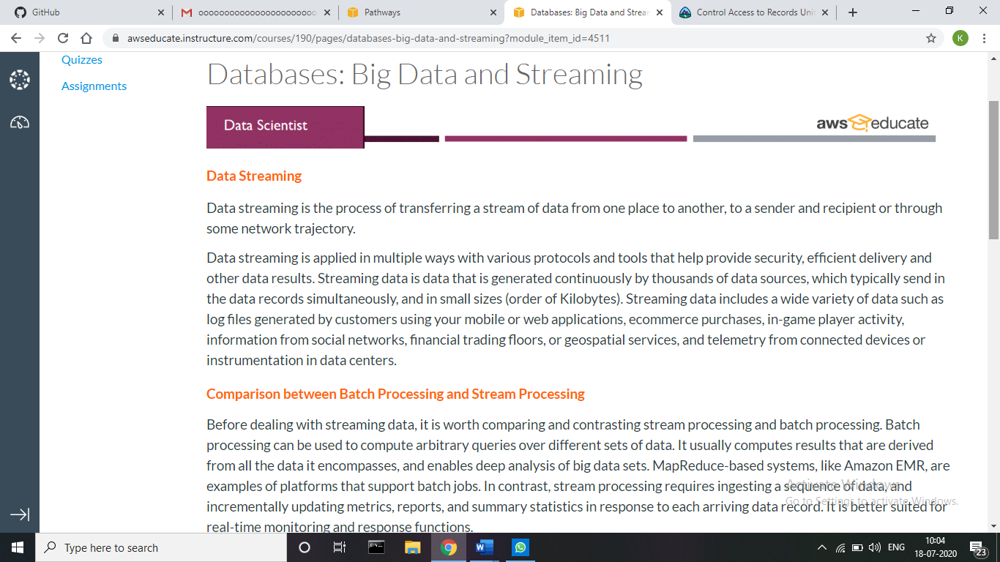 GitHub
Pathways
Databases: Big Data and Strea
Control Access to Records Uni
awseducate.instructure.com/courses/190/pages/databases-big-data-and-streaming?module_item_id=4511
K
Quizzes
Assignments
Databases: Big Data and Streaming
Data Scientist
aws educate
Data Streaming
Data streaming is the process of transferring a stream of data from one place to another, to a sender and recipient or through
some network trajectory.
Data streaming is applied in multiple ways with various protocols and tools that help provide security, efficient delivery and
other data results. Streaming data is data that is generated continuously by thousands of data sources, which typically send in
the data records simultaneously, and in small sizes (order of Kilobytes). Streaming data includes a wide variety of data such as
log files generated by customers using your mobile or web applications, ecommerce purchases, in-game player activity,
information from social networks, financial trading floors, or geospatial services, and telemetry from connected devices or
instrumentation in data centers.
Comparison between Batch Processing and Stream Processing
Before dealing with streaming data, it is worth comparing and contrasting stream processing and batch processing. Batch
processing can be used to compute arbitrary queries over different sets of data. It usually computes results that are derived
from all the data it encompasses, and enables deep analysis of big data sets. MapReduce-based systems, like Amazon EMR, are
examples of platforms that support batch jobs. In contrast, stream processing requires ingesting a sequence of data, and
incrementally updating metrics, reports, and summary statistics in response to each arriving data record. It is better suited for
real-time monitoring and response functions.
Activate Windows
Go to Settings to activate Windows.
Type here to search
ENG
10:04
18-07-2020
23